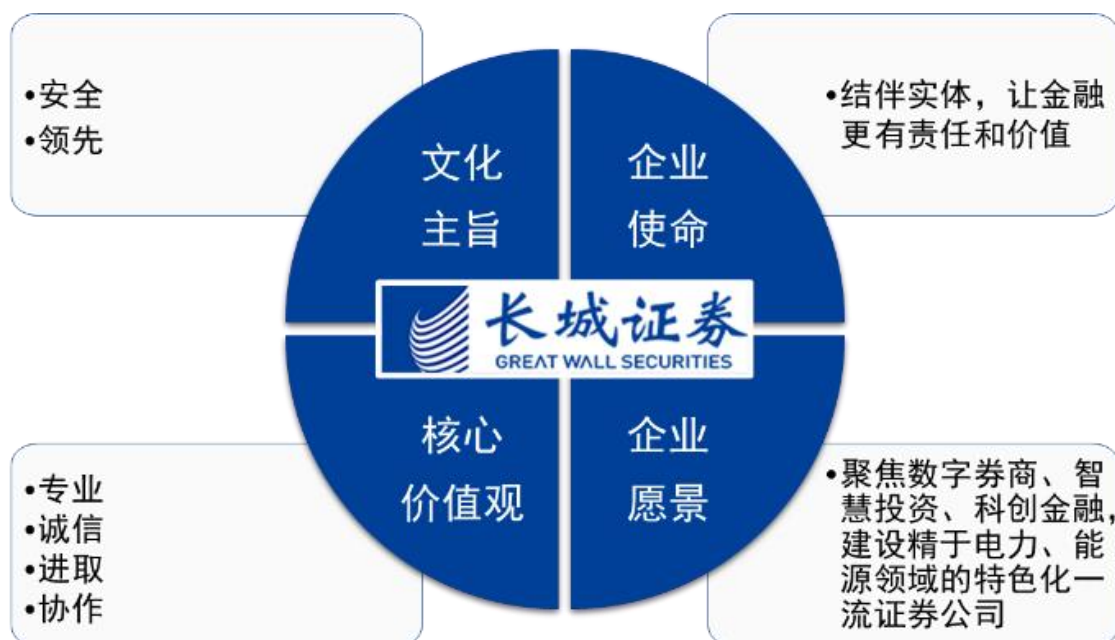 •安全
•领先
文化
主旨
企业
使命
•结伴实体，让金融
更有责任和价值
长城证券
GREAT WALL SECURITIES
核心
价值观
企业
愿景
•专业
•诚信
•进取
•协作
•聚焦数字券商、智
慧投资、科创金融，
建设精于电力、能
源领域的特色化一
流证券公司